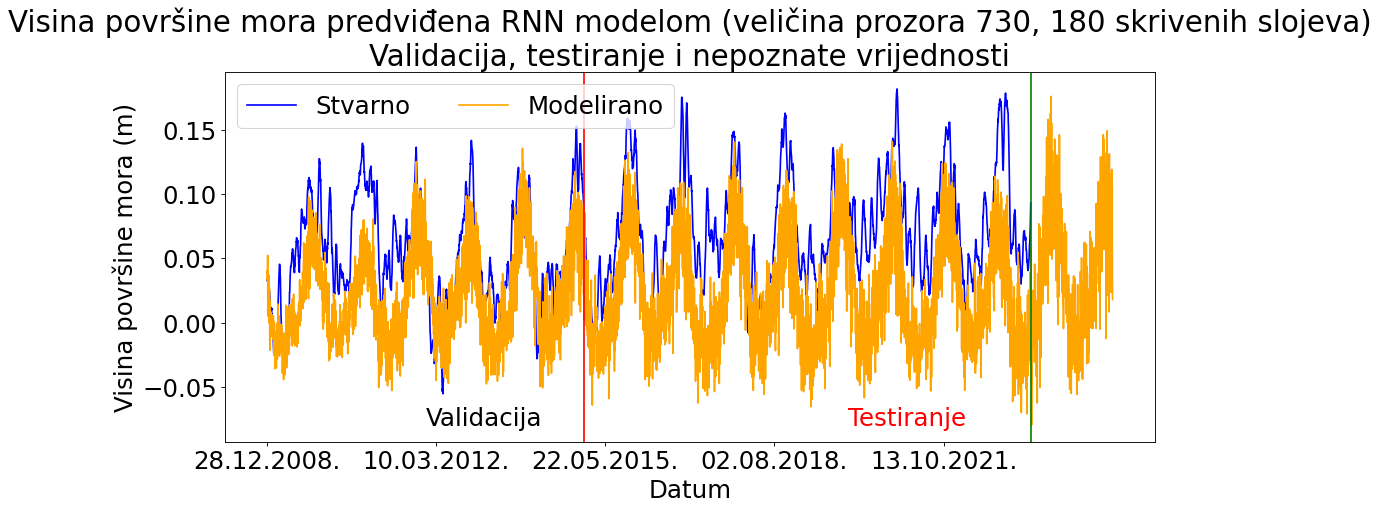 Visina površine mora predviđena RNN modelom (veličina prozora 730, 180 skrivenih slojeva)
Validacija, testiranje i nepoznate vrijednosti
Stvarno
Modelirano
Visina površine mora (m)
0.15
0.10
0.05
0.00
−0.05
Validacija
Testiranje
28.12.2008.
10.03.2012.
22.05.2015.
02.08.2018.
13.10.2021.
Datum